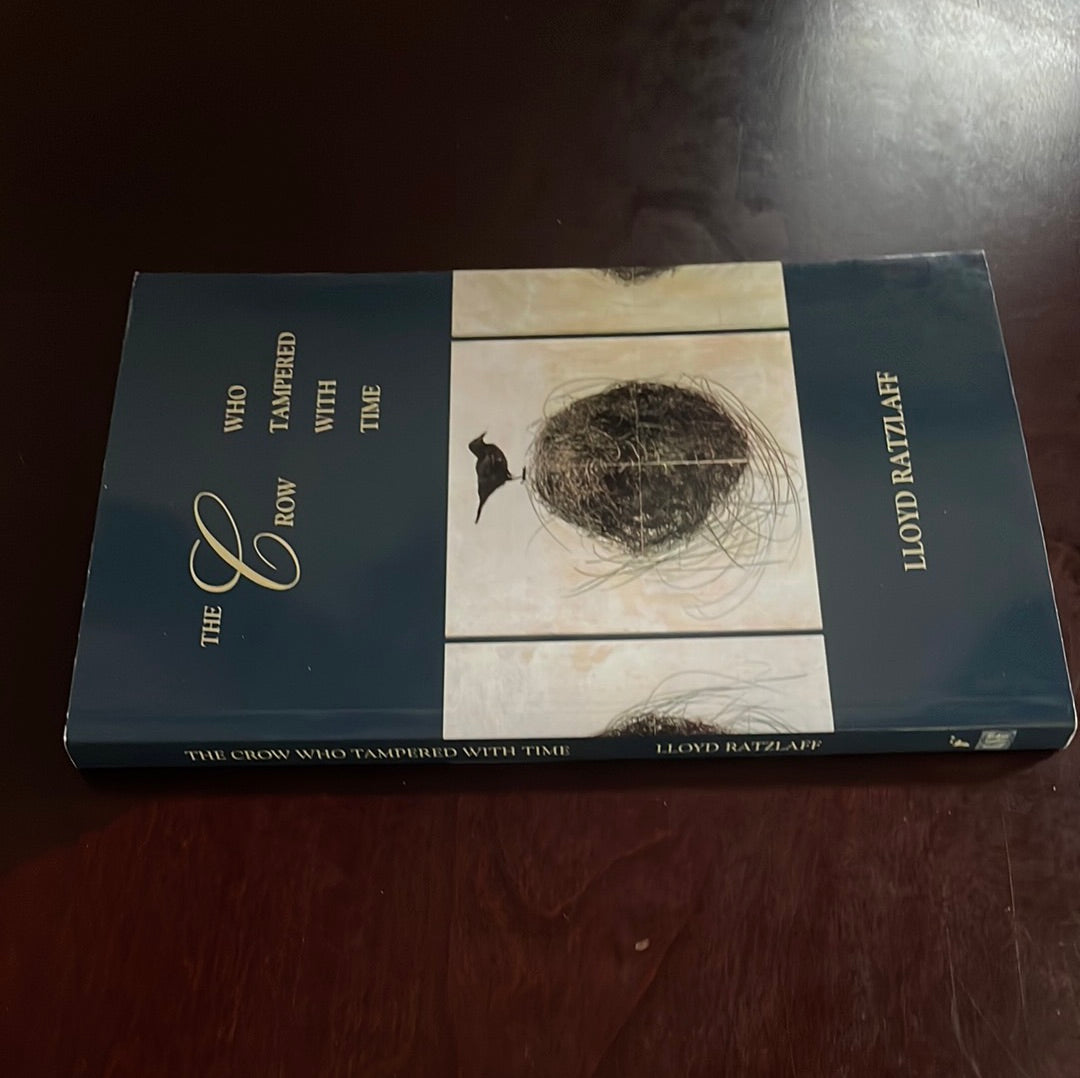 THE
CROW
WHO
TAMPERED
WITH
TIME
LLOYD RATZLAFF
THE CROW WHO TAMPERED WITH TIME LLOYD RATZLAFF